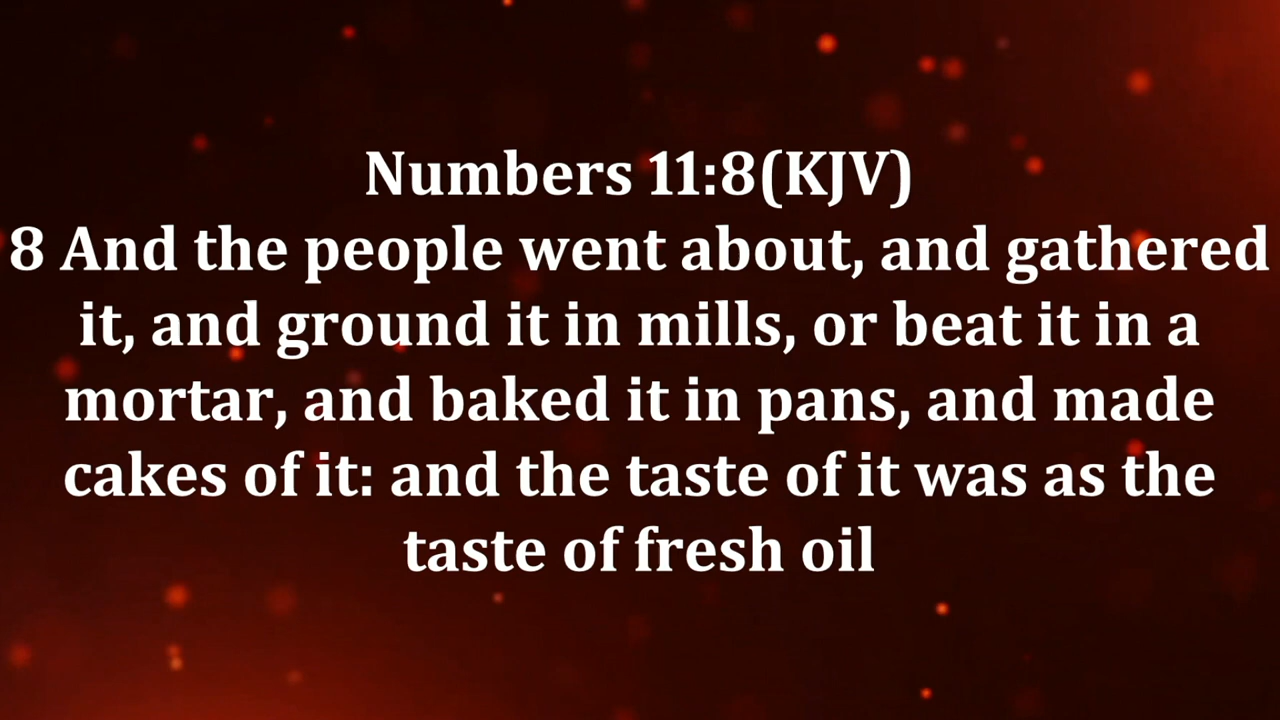 Numbers 11:8(KJV)
8 And the people went about, and gathered
it, and ground it in mills, or beat it in a
mortar, and baked it in pans, and made
cakes of it: and the taste of it was as the
taste of fresh oil